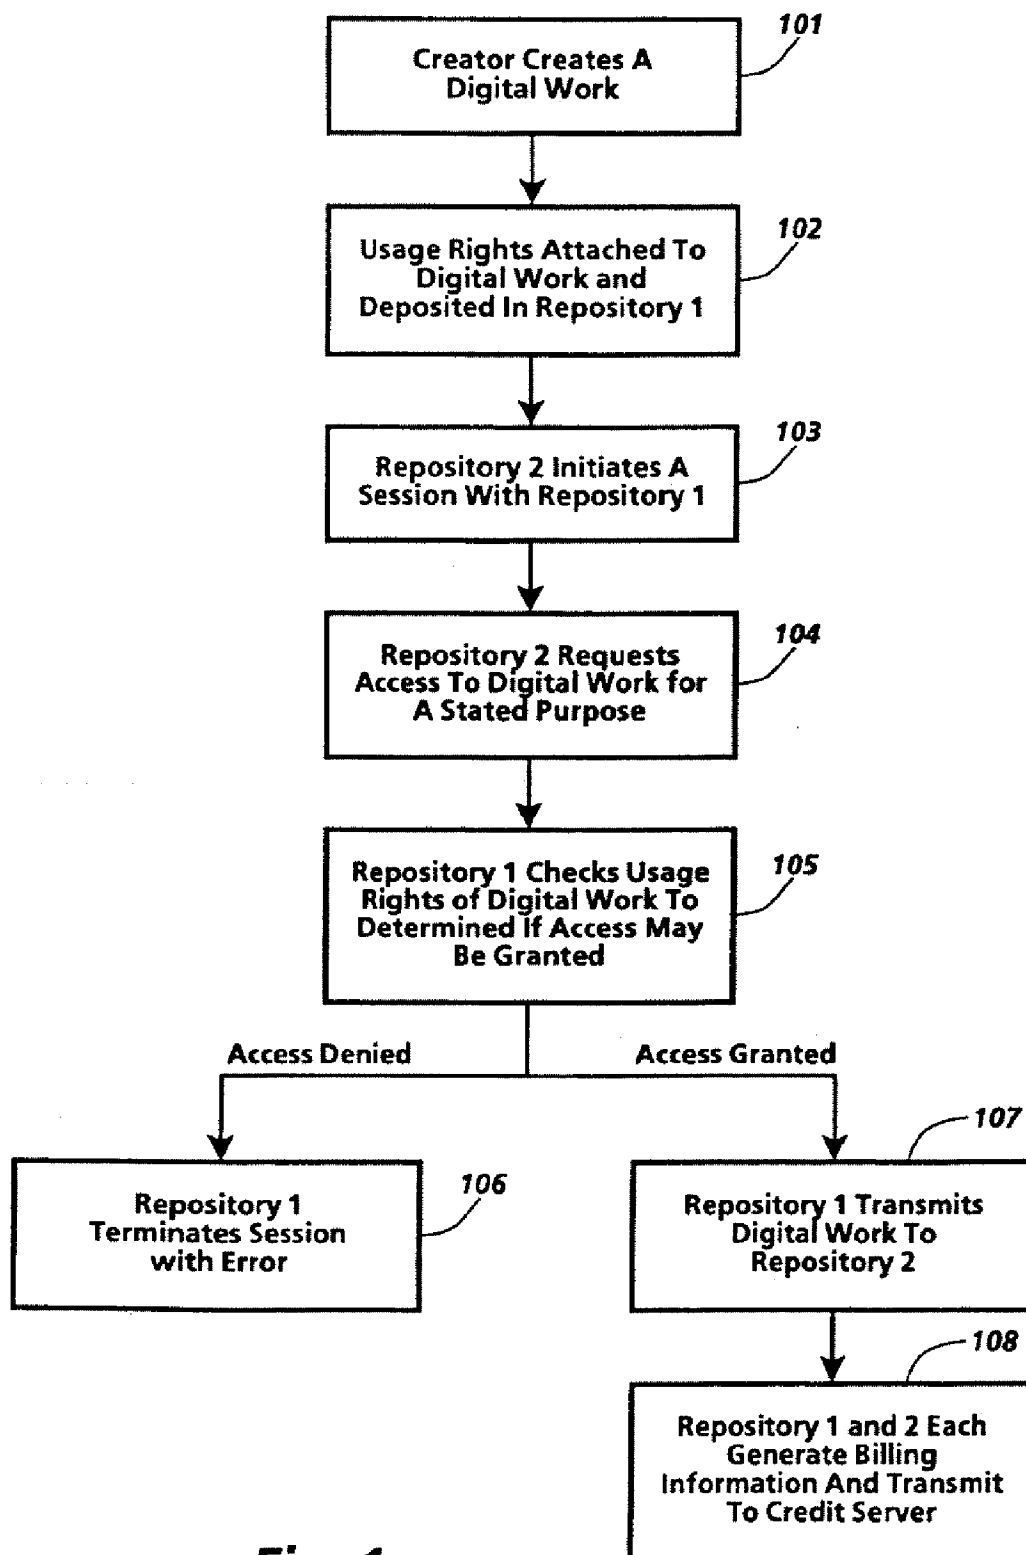 101
Creator Creates A
Digital Work
102
Usage Rights Attached To
Digital Work and
Deposited In Repository 1
103
Repository 2 Initiates A
Session With Repository 1
104
Repository 2 Requests
Access To Digital Work for
A Stated Purpose
105
Repository 1 Checks Usage
Rights of Digital Work To
Determined If Access May
Be Granted
Access Denied
Access Granted
106
Repository 1
Terminates Session
with Error
107
Repository 1 Transmits
Digital Work To
Repository 2
108
Repository 1 and 2 Each
Generate Billing
Information And Transmit
To Credit Server